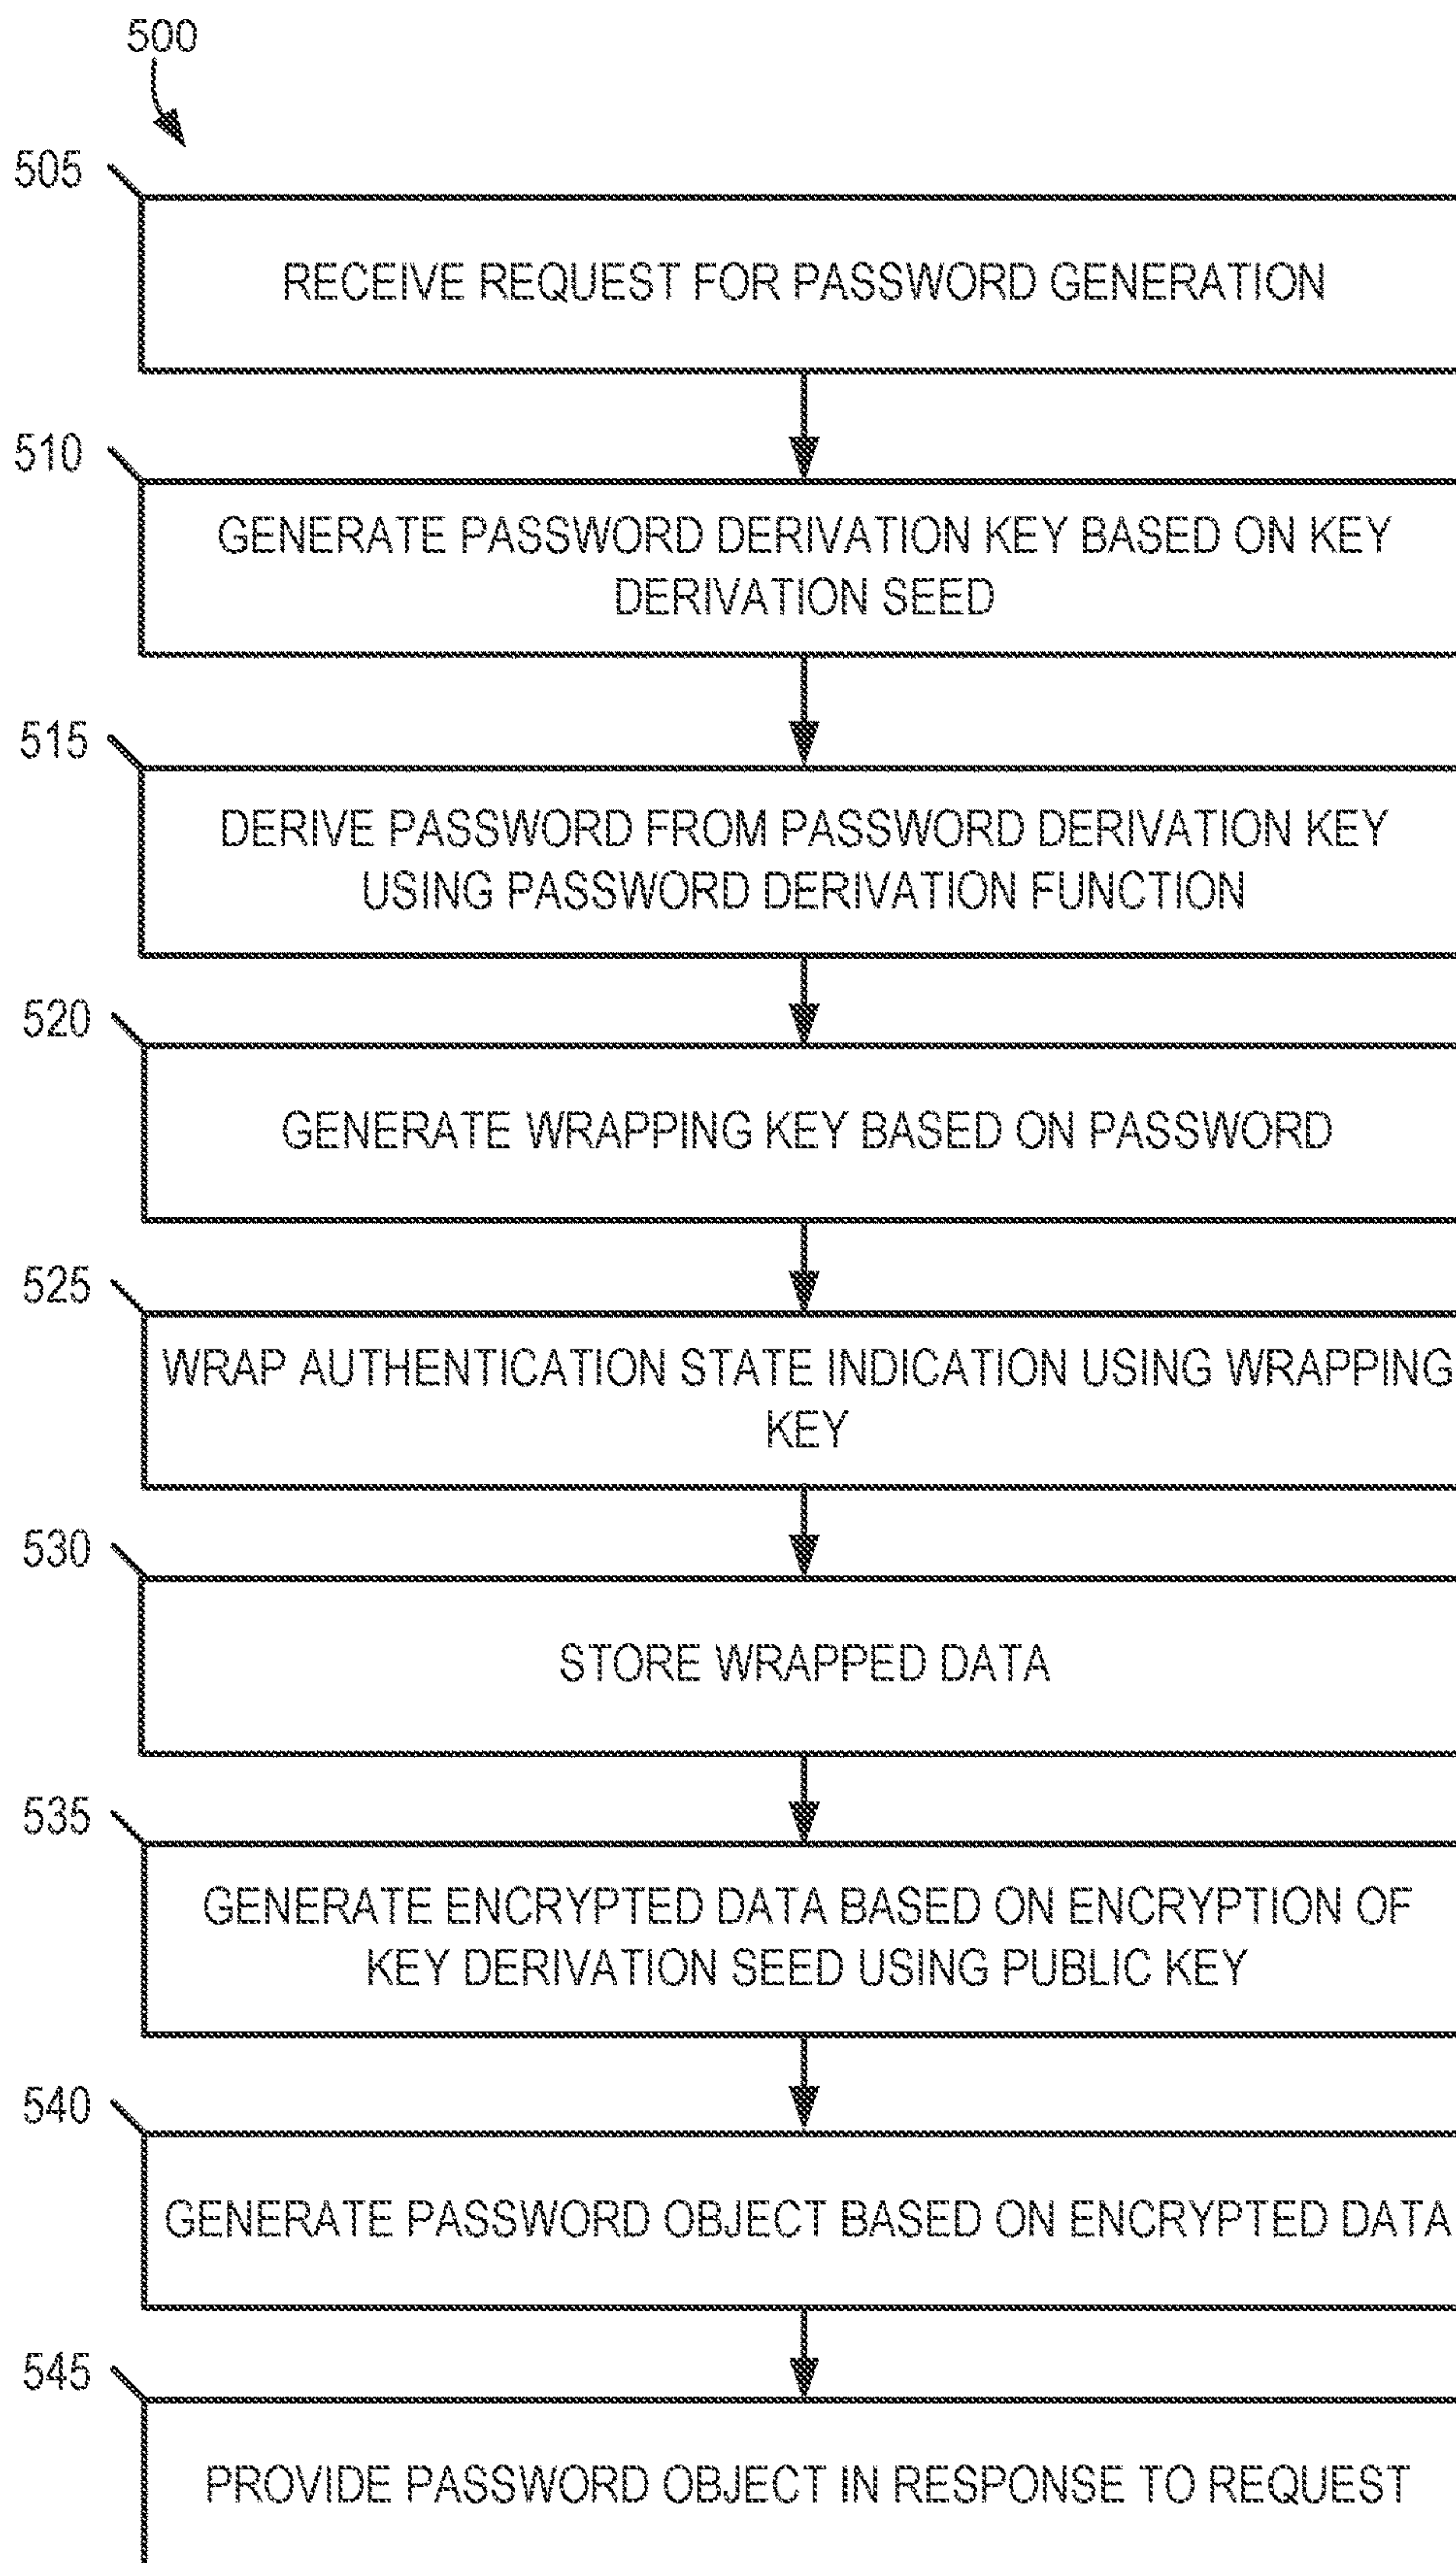 500
505
RECEIVE REQUEST FOR PASSWORD GENERATION
510
GENERATE PASSWORD DERIVATION KEY BASED ON KEY
DERIVATION SEED
515
DERIVE PASSWORD FROM PASSWORD DERIVATION KEY
USING PASSWORD DERIVATION FUNCTION
520
GENERATE WRAPPING KEY BASED ON PASSWORD
525
WRAP AUTHENTICATION STATE INDICATION USING WRAPPING
KEY
530
STORE WRAPPED DATA
535
GENERATE ENCRYPTED DATA BASED ON ENCRYPTION OF
KEY DERIVATION SEED USING PUBLIC KEY
540
GENERATE PASSWORD OBJECT BASED ON ENCRYPTED DATA
545
PROVIDE PASSWORD OBJECT IN RESPONSE TO REQUEST